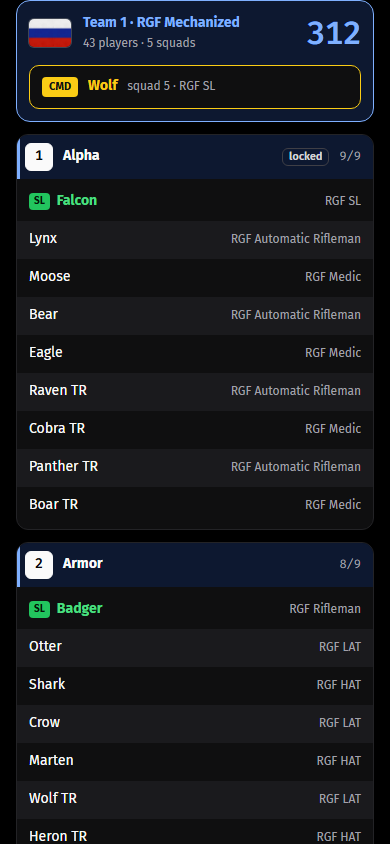 Team 1 · RGF Mechanized
43 players · 5 squads
312
CMD Wolf squad 5 · RGF SL
1 Alpha locked 9/9
SL Falcon RGF SL
Lynx RGF Automatic Rifleman
Moose RGF Medic
Bear RGF Automatic Rifleman
Eagle RGF Medic
Raven TR RGF Automatic Rifleman
Cobra TR RGF Medic
Panther TR RGF Automatic Rifleman
Boar TR RGF Medic
2 Armor 8/9
SL Badger RGF Rifleman
Otter RGF LAT
Shark RGF HAT
Crow RGF LAT
Marten RGF HAT
Wolf TR RGF LAT
Heron TR RGF HAT